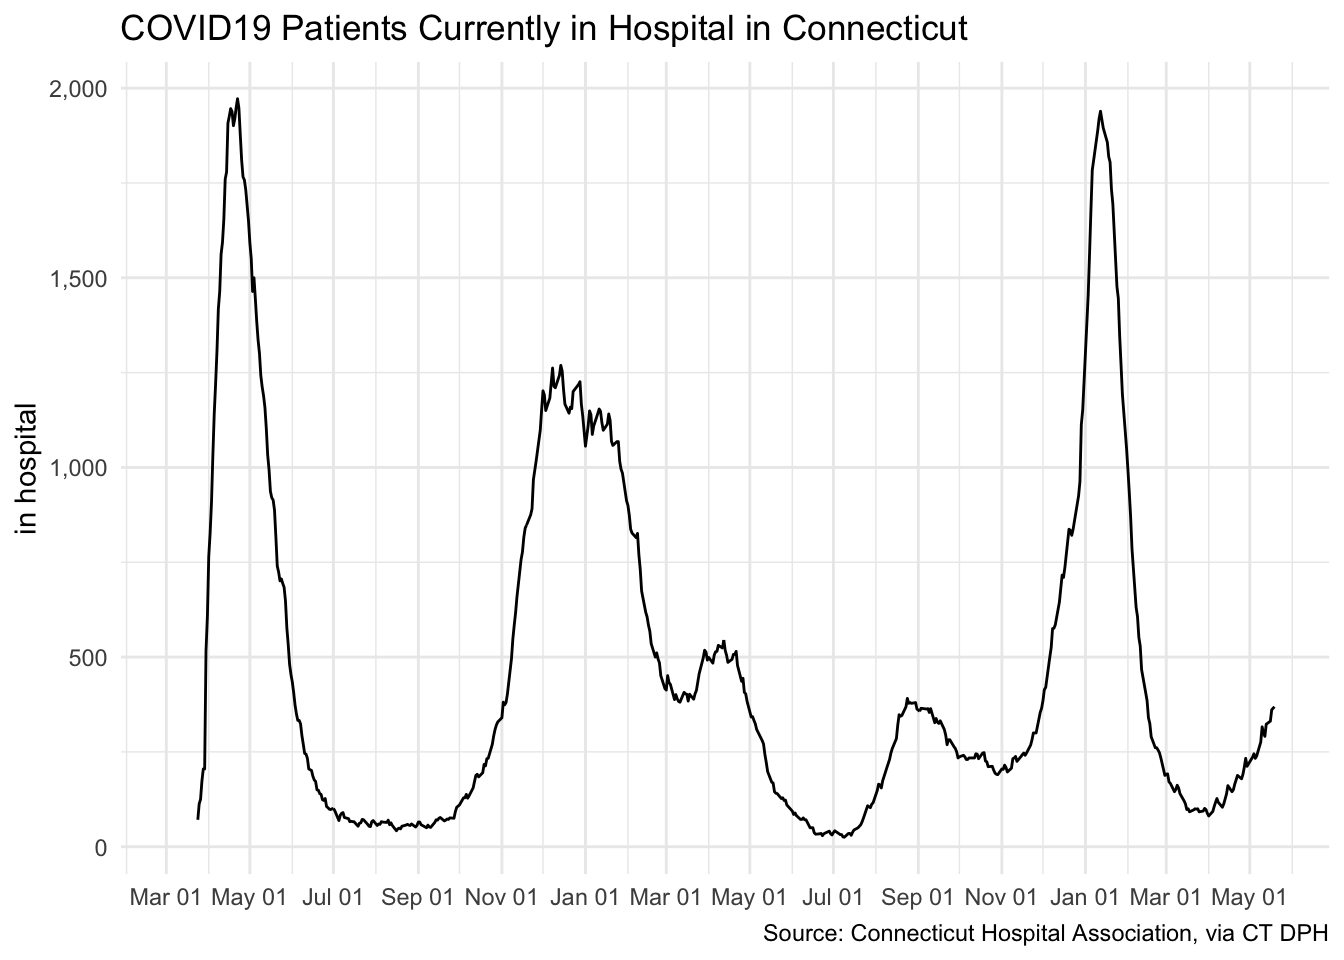 COVID19 Patients Currently in Hospital in Connecticut
in hospital
2,000
1,500
1,000
500
0
Mar 01 May 01 Jul 01 Sep 01 Nov 01 Jan 01 Mar 01 May 01 Jul 01 Sep 01 Nov 01 Jan 01 Mar 01 May 01
Source: Connecticut Hospital Association, via CT DPH